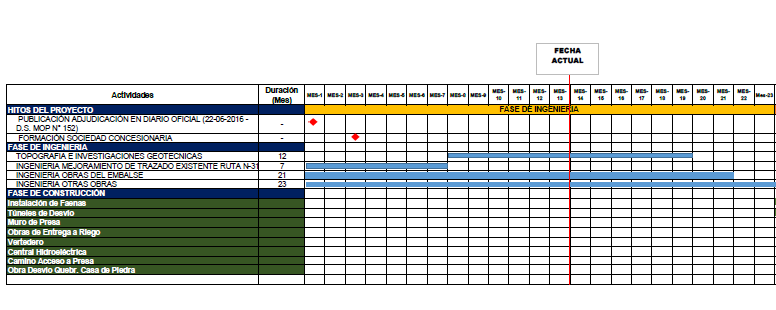 FECHA
ACTUAL
Actividades
Duración
(Mes)
MES-1 MES-2 MES-3 MES-4 MES-5 MES-6 MES-7 MES-8 MES-9 MES-10 MES-11 MES-12 MES-13 MES-14 MES-15 MES-16 MES-17 MES-18 MES-19 MES-20 MES-21 MES-22 Mes-23
HITOS DEL PROYECTO FASE DE INGENIERIA
PUBLICACIÓN ADJUDICACIÓN EN DIARIO OFICIAL (22-06-2016 -
D.S. MOP N° 152) -
FORMACIÓN SOCIEDAD CONCESIONARIA -
FASE DE INGENIERIA
TOPOGRAFIA E INVESTIGACIONES GEOTECNICAS 12
INGENIERIA MEJORAMIENTO DE TRAZADO EXISTENTE RUTA N-31 7
INGENIERIA OBRAS DEL EMBALSE 21
INGENIERIA OTRAS OBRAS 23
FASE DE CONSTRUCCIÓN
Instalación de Faenas
Túneles de Desvio
Muro de Presa
Obras de Entrega a Riego
Vertedero
Central Hidroeléctrica
Camino Acceso a Presa
Obra Desvio Quebr. Casa de Piedra